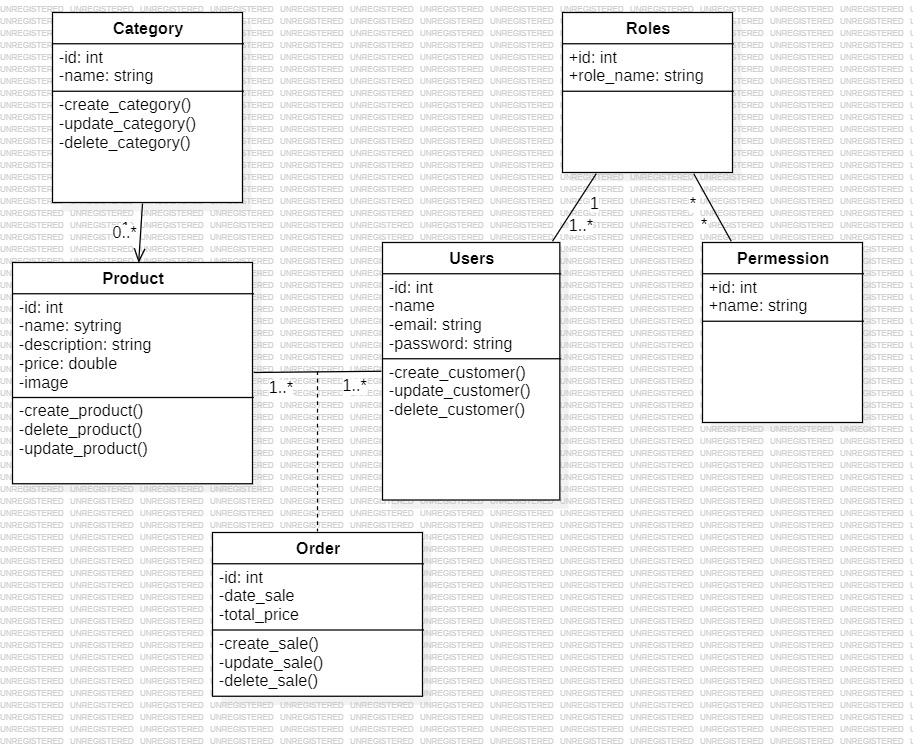 Category
-id: int
-name: string
-create_category()
-update_category()
-delete_category()
Roles
+id: int
+role_name: string
1
1..*
*
*
0..*
Product
-id: int
-name: sytring
-description: string
-price: double
-image
-create_product()
-delete_product()
-update_product()
1..*
1..*
Users
-id: int
-name
-email: string
-password: string
-create_customer()
-update_customer()
-delete_customer()
Permession
+id: int
+name: string
Order
-id: int
-date_sale
-total_price
-create_sale()
-update_sale()
-delete_sale()
UNREGISTERED